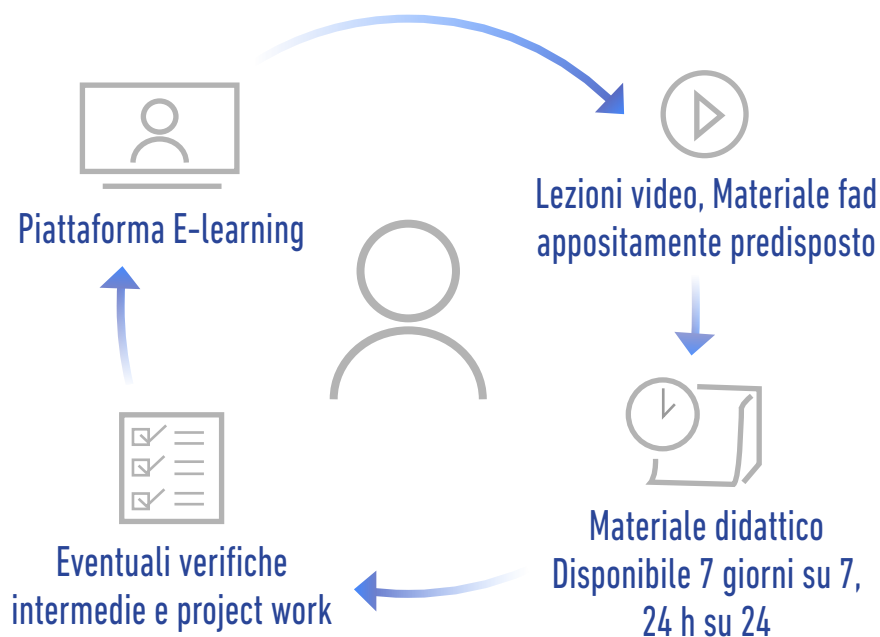 Piattaforma E-learning
Lezioni video, Materiale fad
appositamente predisposto
Materiale didattico
Disponibile 7 giorni su 7,
24 h su 24
Eventuali verifiche
intermedie e project work